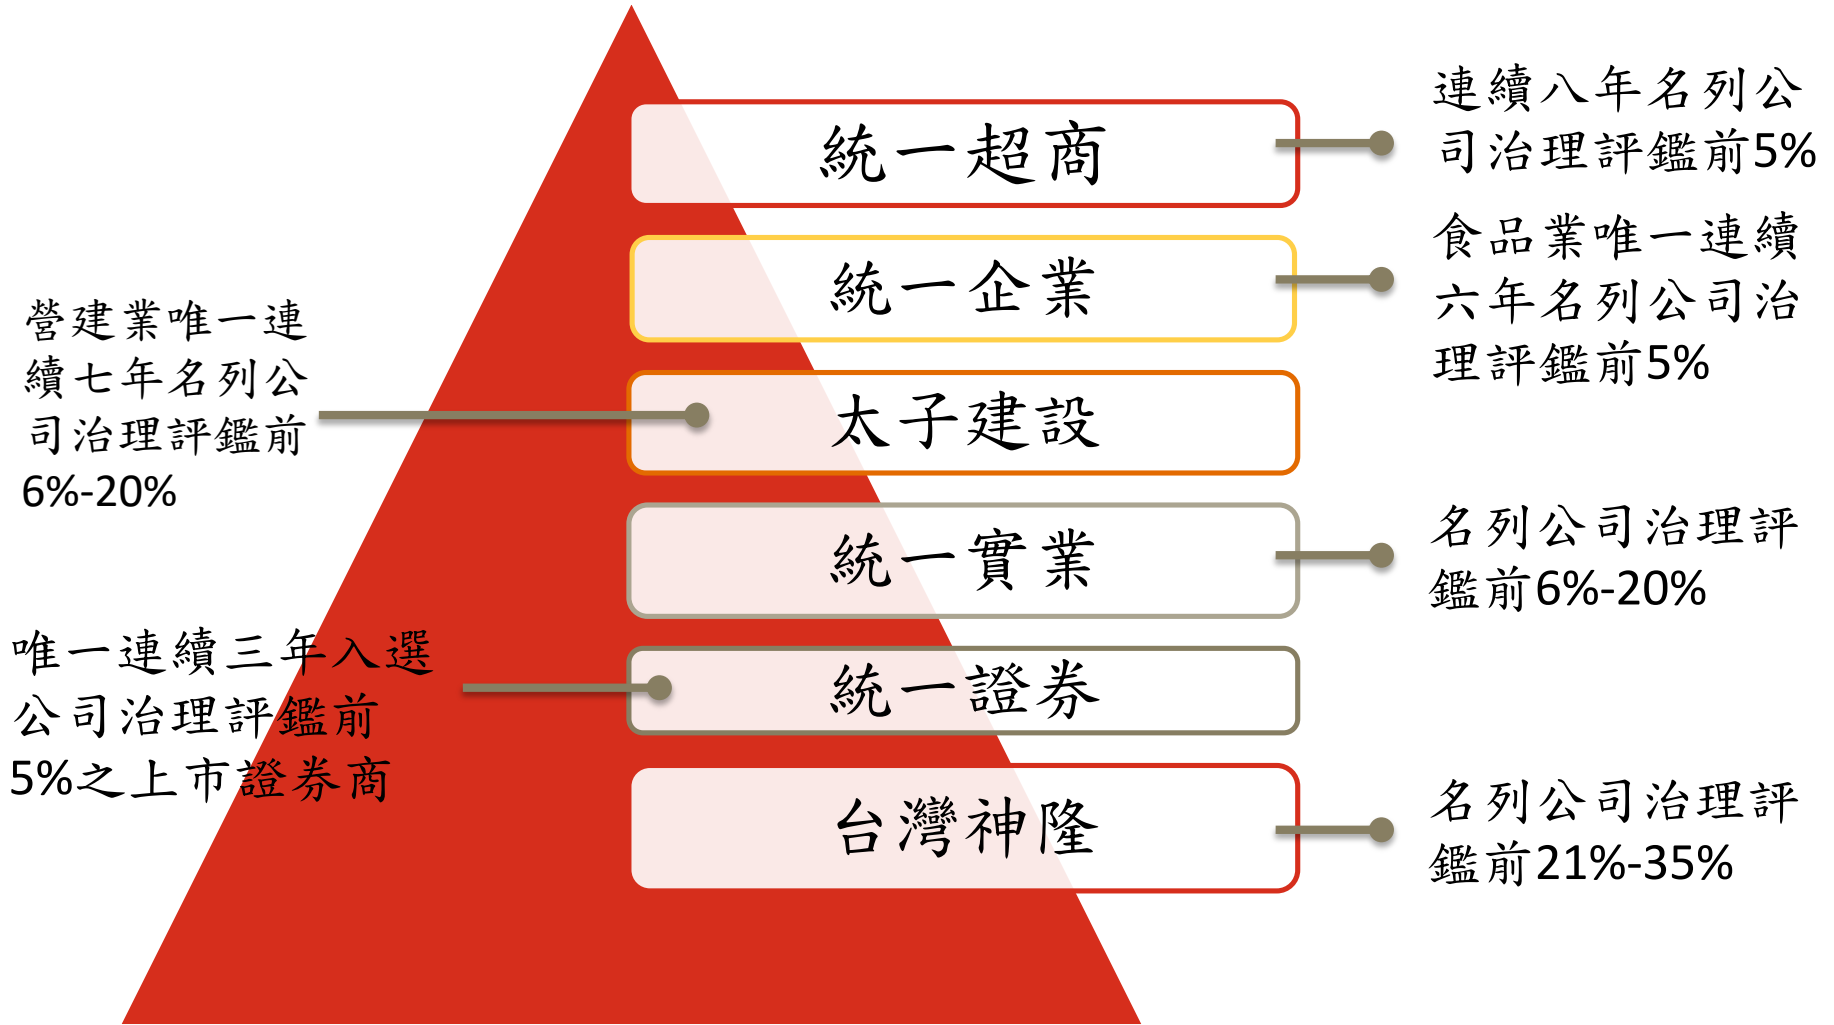 統一超商
連續八年名列公
司治理評鑑前5%
統一企業
食品業唯一連續
六年名列公司治
理評鑑前5%
太子建設
營建業唯一連
續七年名列公
司治理評鑑前
6%-20%
統一實業
名列公司治理評
鑑前6%-20%
統一證券
唯一連續三年入選
公司治理評鑑前
5%之上市證券商
台灣神隆
名列公司治理評
鑑前21%-35%